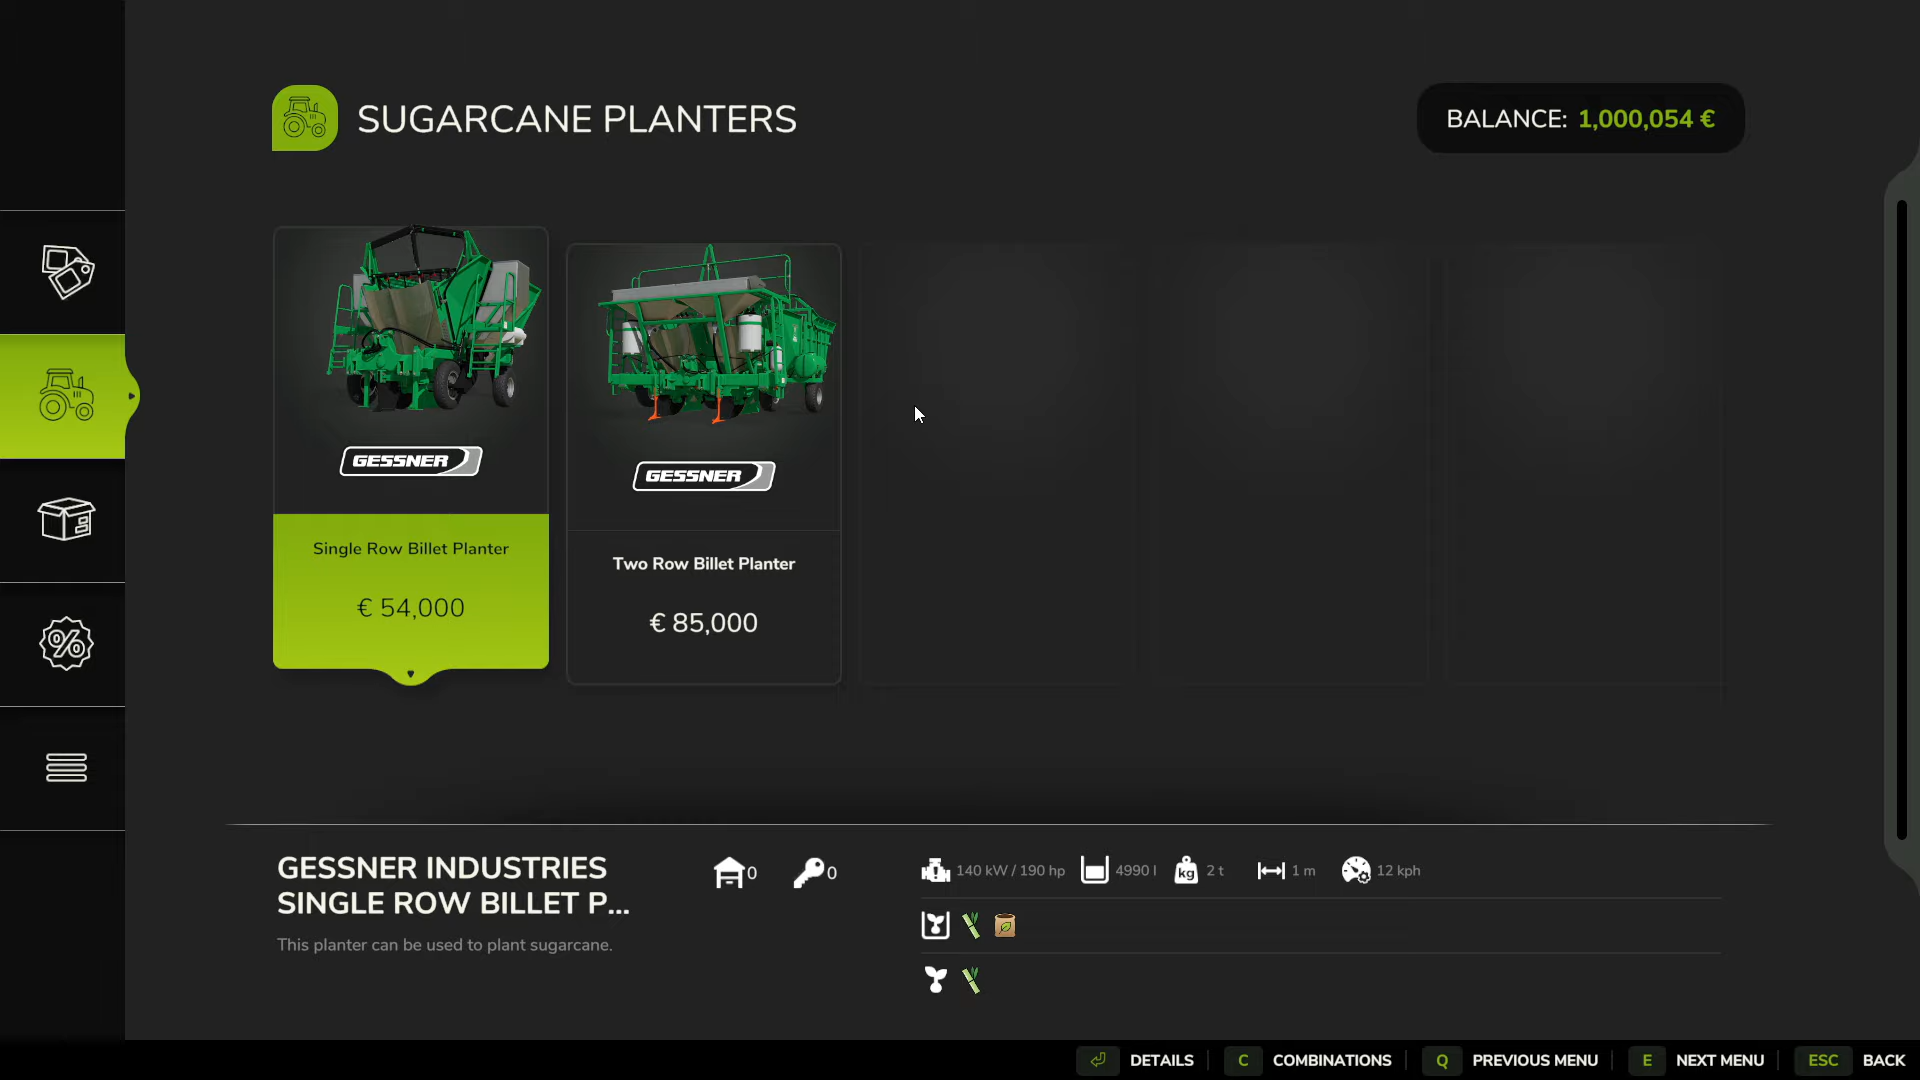 SUGARCANE PLANTERS
BALANCE: 1,000,054 €
GESSNER
Single Row Billet Planter
€ 54,000
GESSNER
Two Row Billet Planter
€ 85,000
GESSNER INDUSTRIES
SINGLE ROW BILLET P...
This planter can be used to plant sugarcane.
0 0
140 kW / 190 hp 4990 l kg 2 t 1 m 12 kph
DETAILS C COMBINATIONS Q PREVIOUS MENU E NEXT MENU ESC BACK